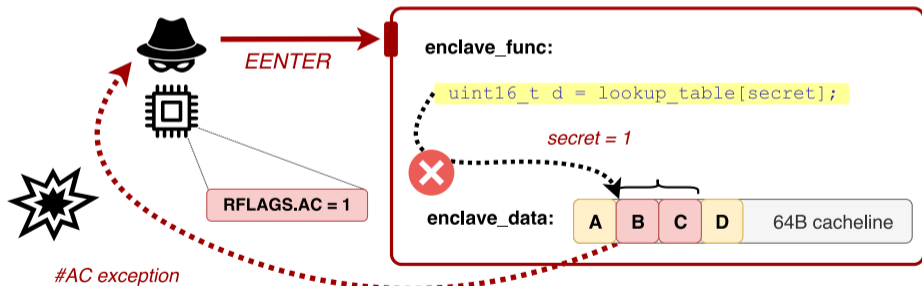 enclave_func:
EENTER
uint16_t d = lookup_table[secret];
secret = 1
RFLAGS.AC = 1
enclave_data:
A B C D 64B cacheline
#AC exception